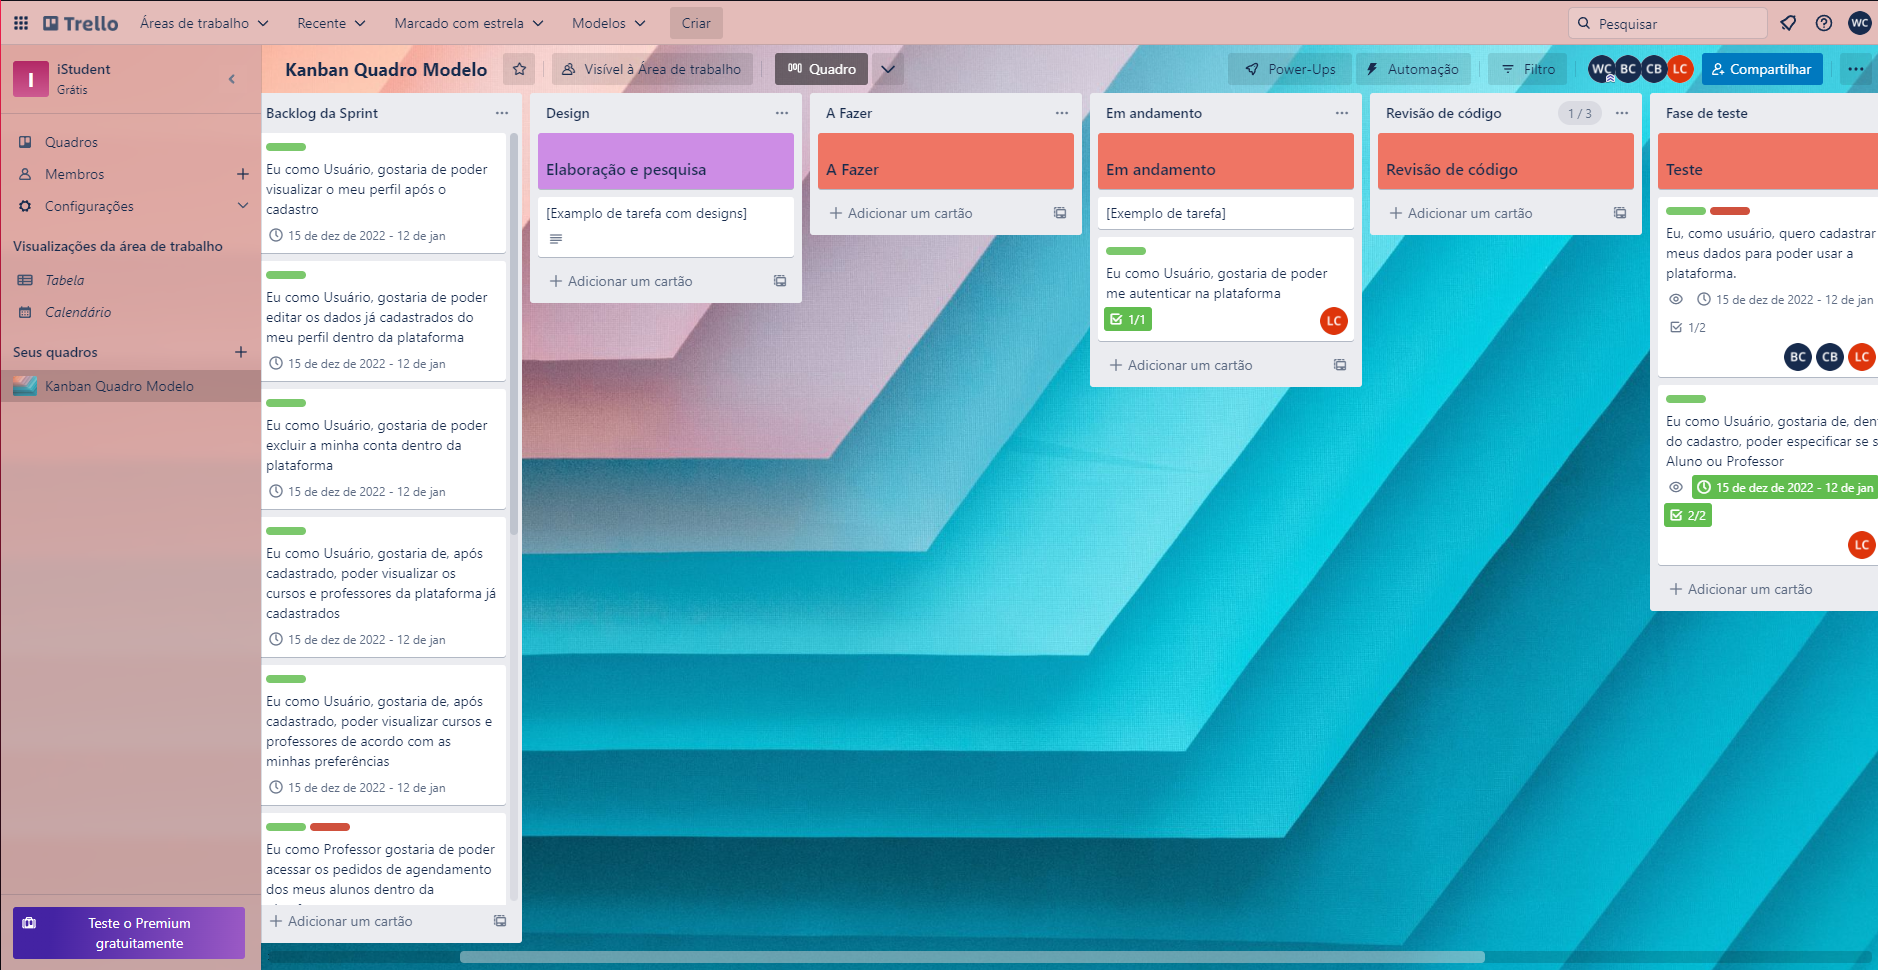 Trello
Áreas de trabalho
Recente
Marcado com estrela
Modelos
Criar
Pesquisar
WC
I
iStudent
Grátis
Kanban Quadro Modelo
Visível à Área de trabalho
Quadro
Power-Ups
Automação
Filtro
WC
BC
CB
LC
Compartilhar
Quadros
Membros
Configurações
Visualizações da área de trabalho
Tabela
Calendário
Seus quadros
Kanban Quadro Modelo
Teste o Premium
gratuitamente
Backlog da Sprint
Eu como Usuário, gostaria de poder
visualizar o meu perfil após o
cadastro
15 de dez de 2022 - 12 de jan
Eu como Usuário, gostaria de poder
editar os dados já cadastrados do
meu perfil dentro da plataforma
15 de dez de 2022 - 12 de jan
Eu como Usuário, gostaria de poder
excluir a minha conta dentro da
plataforma
15 de dez de 2022 - 12 de jan
Eu como Usuário, gostaria de, após
cadastrado, poder visualizar os
cursos e professores da plataforma já
cadastrados
15 de dez de 2022 - 12 de jan
Eu como Usuário, gostaria de, após
cadastrado, poder visualizar cursos e
professores de acordo com as
minhas preferências
15 de dez de 2022 - 12 de jan
Eu como Professor gostaria de poder
acessar os pedidos de agendamento
dos meus alunos dentro da
Adicionar um cartão
Design
Elaboração e pesquisa
[Examplo de tarefa com designs]
Adicionar um cartão
A Fazer
A Fazer
Adicionar um cartão
Em andamento
Em andamento
[Exemplo de tarefa]
Eu como Usuário, gostaria de poder
me autenticar na plataforma
1/1
LC
Adicionar um cartão
Revisão de código
1 / 3
Revisão de código
Adicionar um cartão
Fase de teste
Teste
Eu, como usuário, quero cadastrar
meus dados para poder usar a
plataforma.
15 de dez de 2022 - 12 de jan
1/2
BC
CB
LC
Eu como Usuário, gostaria de, den
do cadastro, poder especificar se s
Aluno ou Professor
15 de dez de 2022 - 12 de jan
2/2
LC
Adicionar um cartão